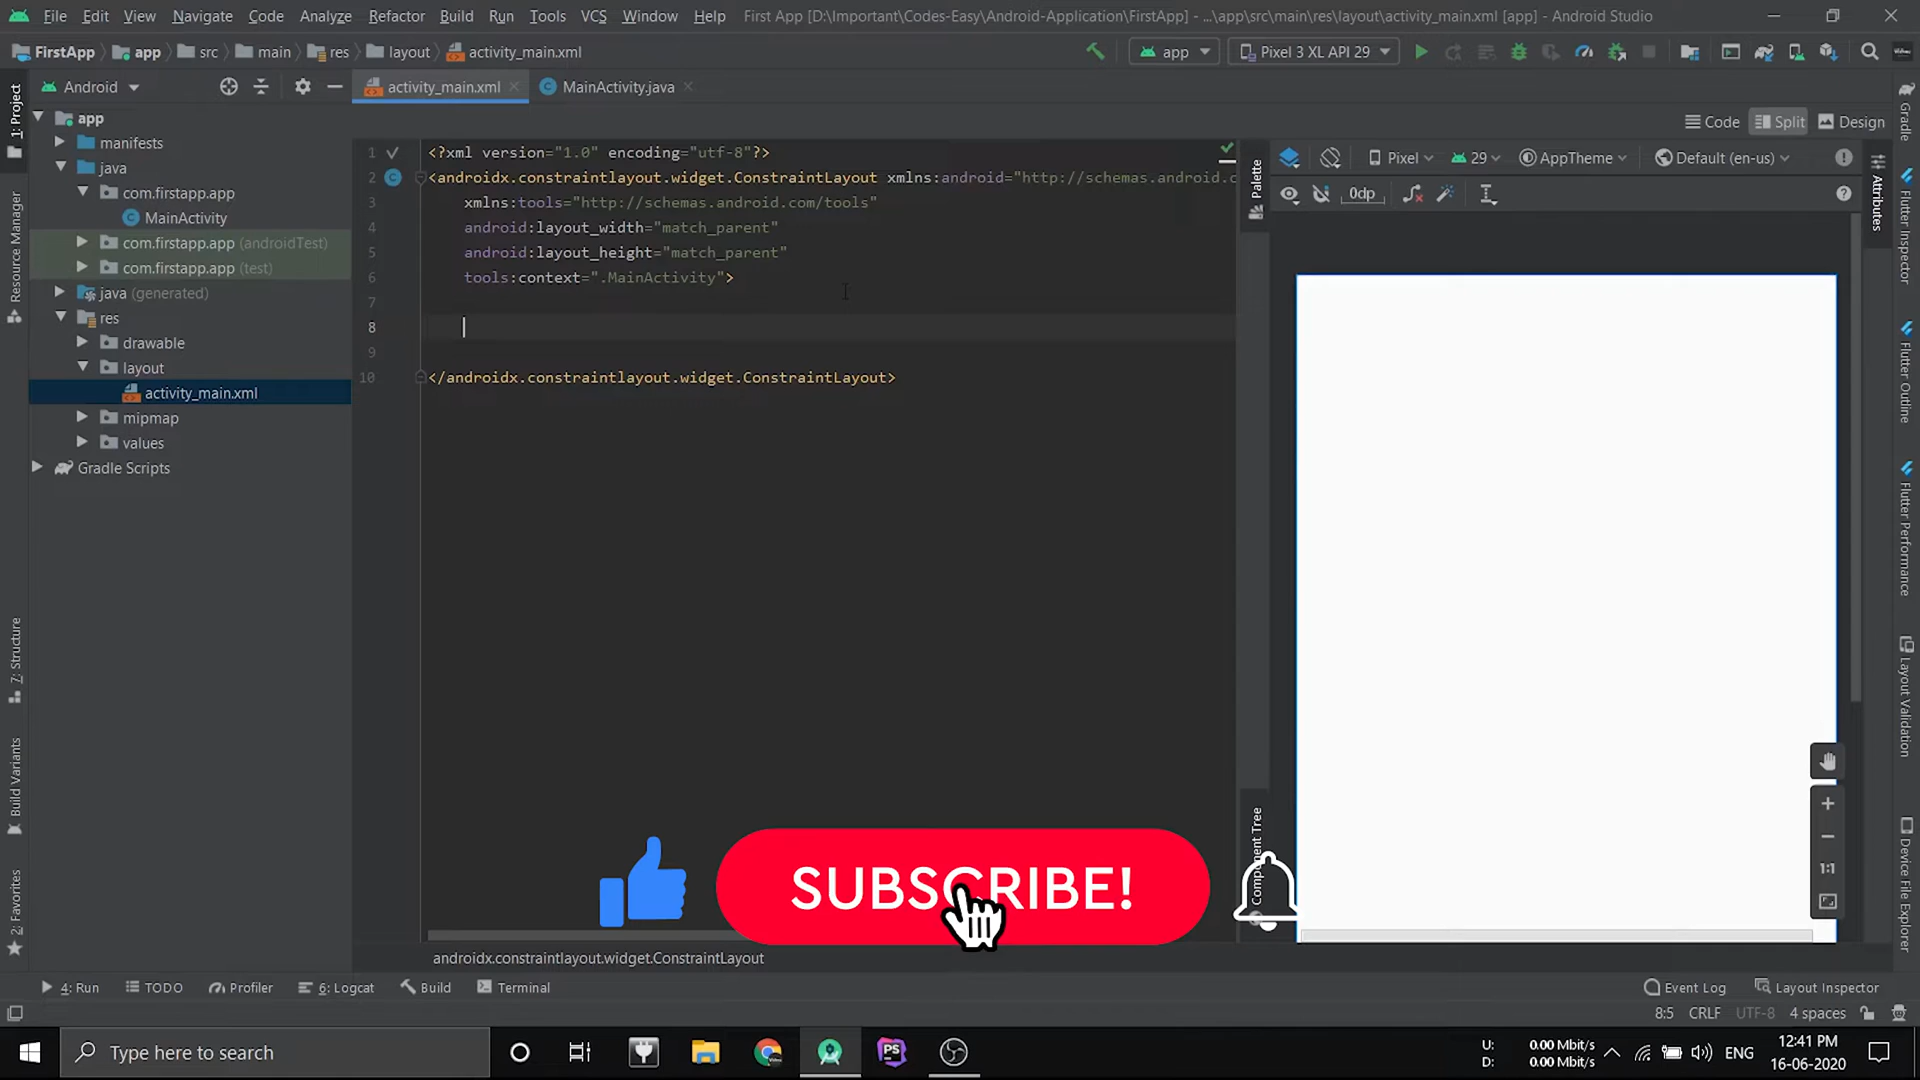 File Edit View Navigate Code Analyze Refactor Build Run Tools VCS Window Help First App [D:\Important\Codes-Easy\Android-Application\FirstApp] - ...\app\src\main\res\layout\activity_main.xml [app] - Android Studio
FirstApp app src main res layout activity_main.xml app Pixel 3 XL API 29
Android activity_main.xml MainActivity.java
Code Split Design
1: Project
Resource Manager
7: Structure
Build Variants
2: Favorites
app
manifests
java
com.firstapp.app
MainActivity
com.firstapp.app (androidTest)
com.firstapp.app (test)
java (generated)
res
drawable
layout
activity_main.xml
mipmap
values
Gradle Scripts
1 <?xml version="1.0" encoding="utf-8"?>
2 <androidx.constraintlayout.widget.ConstraintLayout xmlns:android="http://schemas.android.c
3 xmlns:tools="http://schemas.android.com/tools"
4 android:layout_width="match_parent"
5 android:layout_height="match_parent"
6 tools:context=".MainActivity">
7
8
9
10 </androidx.constraintlayout.widget.ConstraintLayout>
Palette
Component Tree
Pixel 29 AppTheme Default (en-us)
0dp
Attributes
1:1
Gradle
Flutter Inspector
Flutter Outline
Flutter Performance
Layout Validation
Device File Explorer
SUBSCRIBE!
androidx.constraintlayout.widget.ConstraintLayout
4: Run TODO Profiler 6: Logcat Build Terminal Event Log Layout Inspector
8:5 CRLF UTF-8 4 spaces
Type here to search
PS
U: 0.00 Mbit/s
D: 0.00 Mbit/s
ENG
12:41 PM
16-06-2020